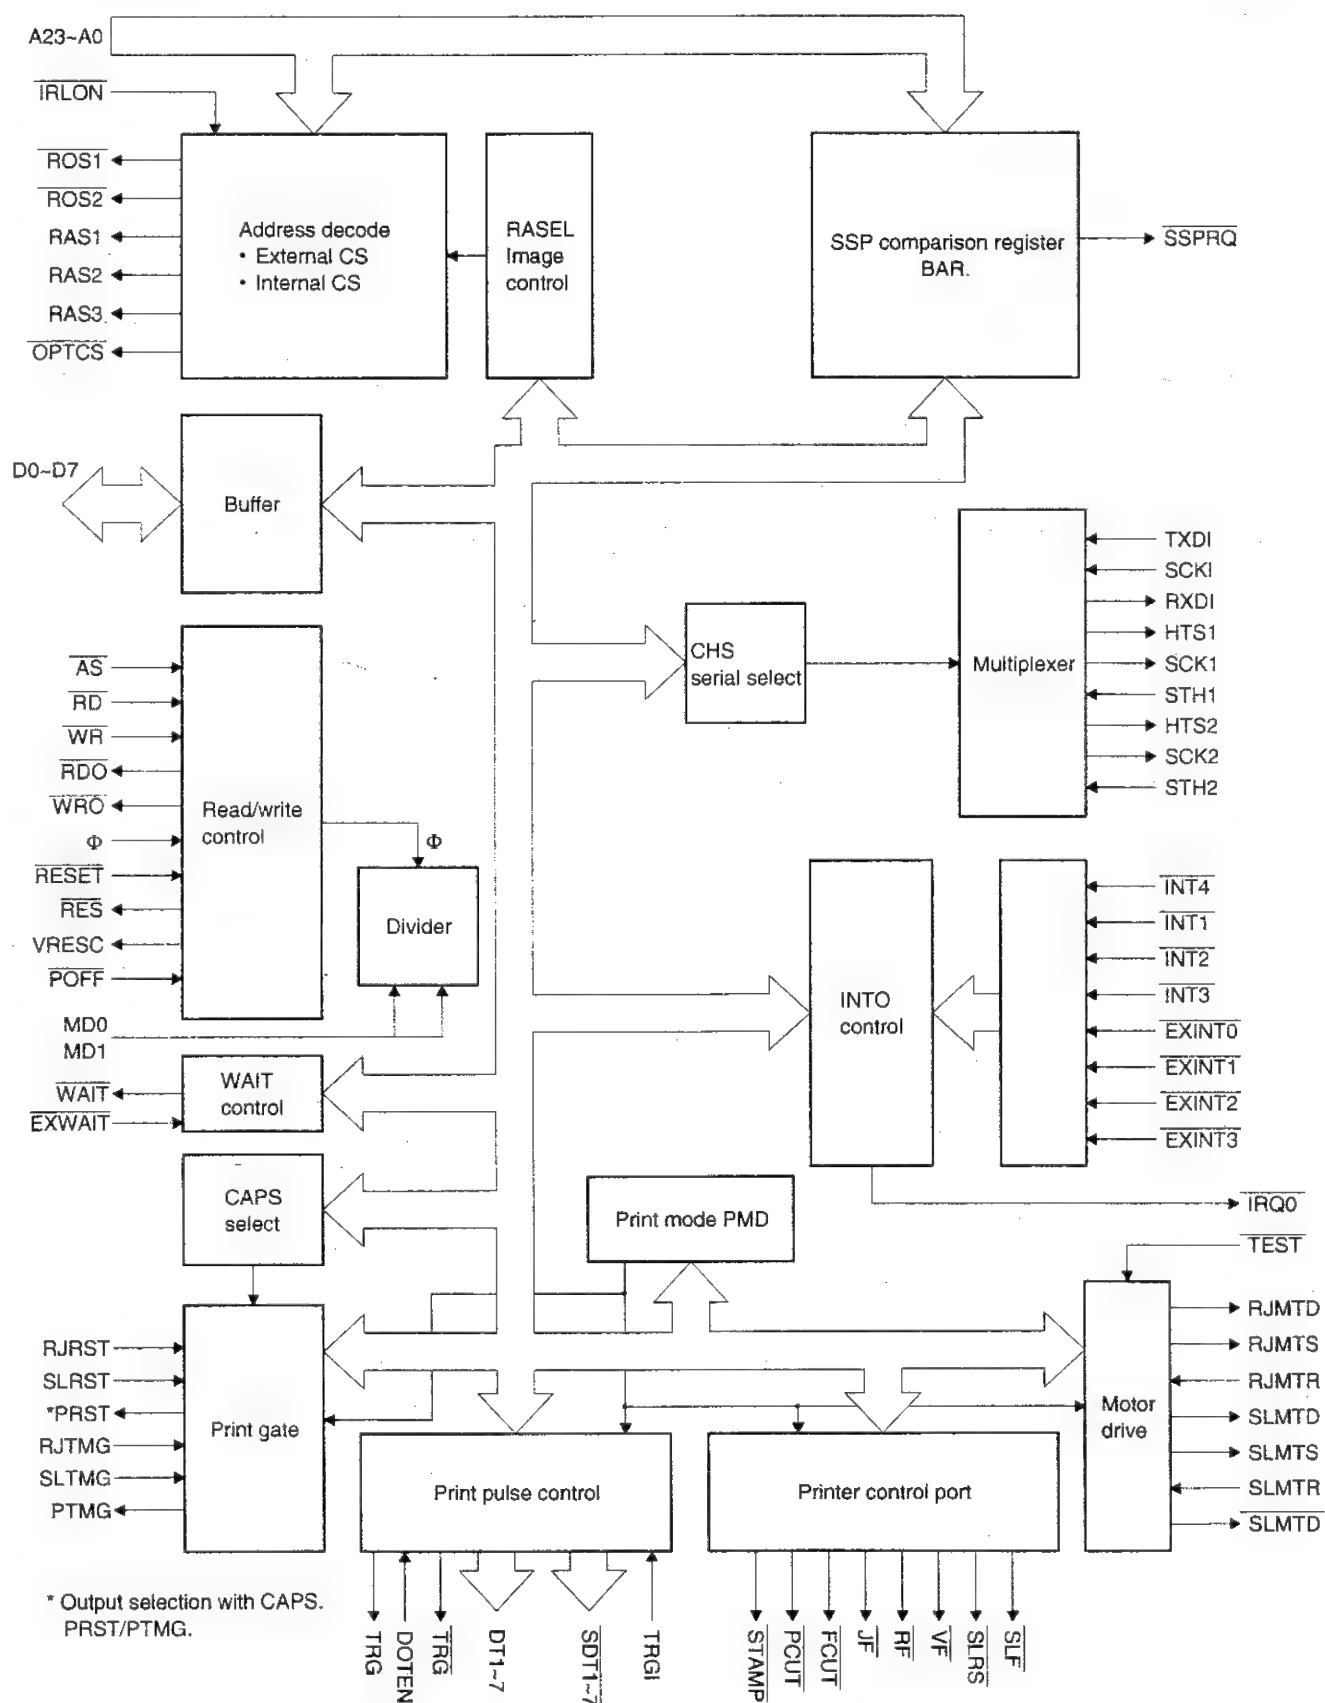 A23~A0
IRLON
ROS1
ROS2
RAS1
RAS2
RAS3
OPTCS
Address decode
• External CS
• Internal CS
RASEL
Image
control
SSP comparison register
BAR.
SSPRQ
D0~D7
Buffer
AS
RD
WR
RDO
WRO
Φ
RESET
RES
VRESC
POFF
Read/write
control
Φ
Divider
MD0
MD1
CHS
serial select
Multiplexer
TXDI
SCKI
RXDI
HTS1
SCK1
STH1
HTS2
SCK2
STH2
INTO
control
INT4
INT1
INT2
INT3
EXINT0
EXINT1
EXINT2
EXINT3
WAIT
EXWAIT
WAIT
control
CAPS
select
Print mode PMD
IRQ0
TEST
RJRST
SLRST
*PRST
RJTMG
SLTMG
PTMG
Print gate
Print pulse control
Printer control port
Motor
drive
RJMTD
RJMTS
RJMTR
SLMTD
SLMTS
SLMTR
SLMTD
* Output selection with CAPS.
PRST/PTMG.
TRG
DOTEN
TRG
DT1~7
SDT1~7
TRGI
STAMP
PCUT
FCUT
JF
RF
VF
SLRS
SLF